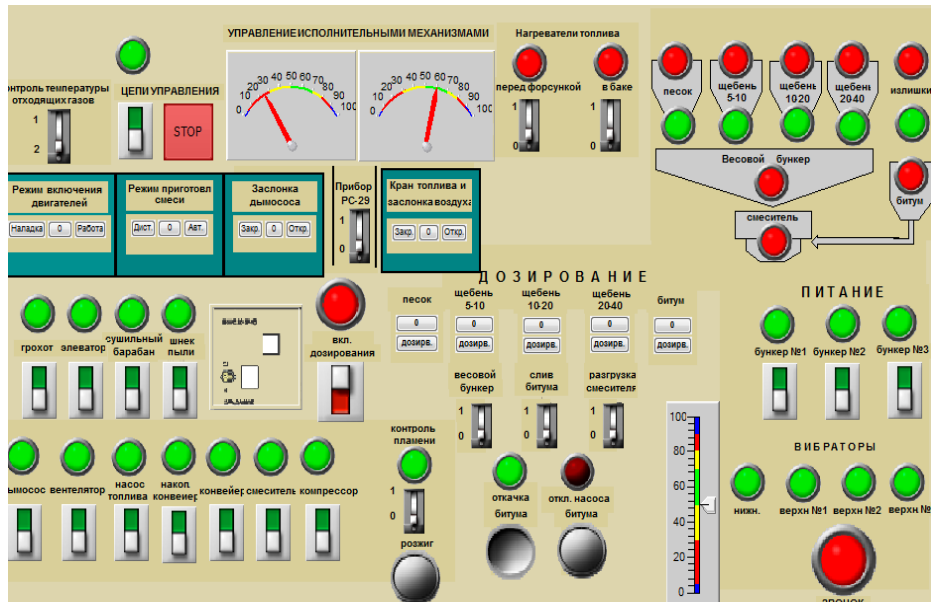 УПРАВЛЕНИЕ ИСПОЛНИТЕЛЬНЫМИ МЕХАНИЗМАМИ
Нагреватели топлива
перед форсункой
в баке
1
0
1
0
онтроль температуры
отходящих газов
1
2
ЦЕПИ УПРАВЛЕНИЯ
STOP
0 10 20 30 40 50 60 70 80 90 100
0 10 20 30 40 50 60 70 80 90 100
песок
щебень
5-10
щебень
1020
щебень
2040
излишки
Весовой бункер
битум
смеситель
Режим включения
двигателей
Наладка 0 Работа
Режим приготовл
смеси
Дист. 0 Авт.
Заслонка
дымососа
Закр. 0 Откр.
Прибор
РС-29
1
0
Кран топлива и
заслонка воздуха
Закр. 0 Откр.
ДОЗИРОВАНИЕ
песок
0
дозирв.
щебень
5-10
0
дозирв.
щебень
10-20
0
дозирв.
щебень
20-40
0
дозирв.
битум
0
дозирв.
ПИТАНИЕ
бункер №1
бункер №2
бункер №3
грохот
элеватор
сушильный
барабан
шнек
пыли
вкл.
дозирования
весовой
бункер
1
0
слив
битума
1
0
разгрузка
смесителя
1
0
100
80
60
40
20
0
ВИБРАТОРЫ
нижн.
верхн №1
верхн №2
верхн №
ымосос
вентелятор
насос
топлива
накоп.
конвейер
конвейер
смеситель
компрессор
контроль
пламени
1
0
розжиг
откачка
битума
откл. насоса
битума
звонок